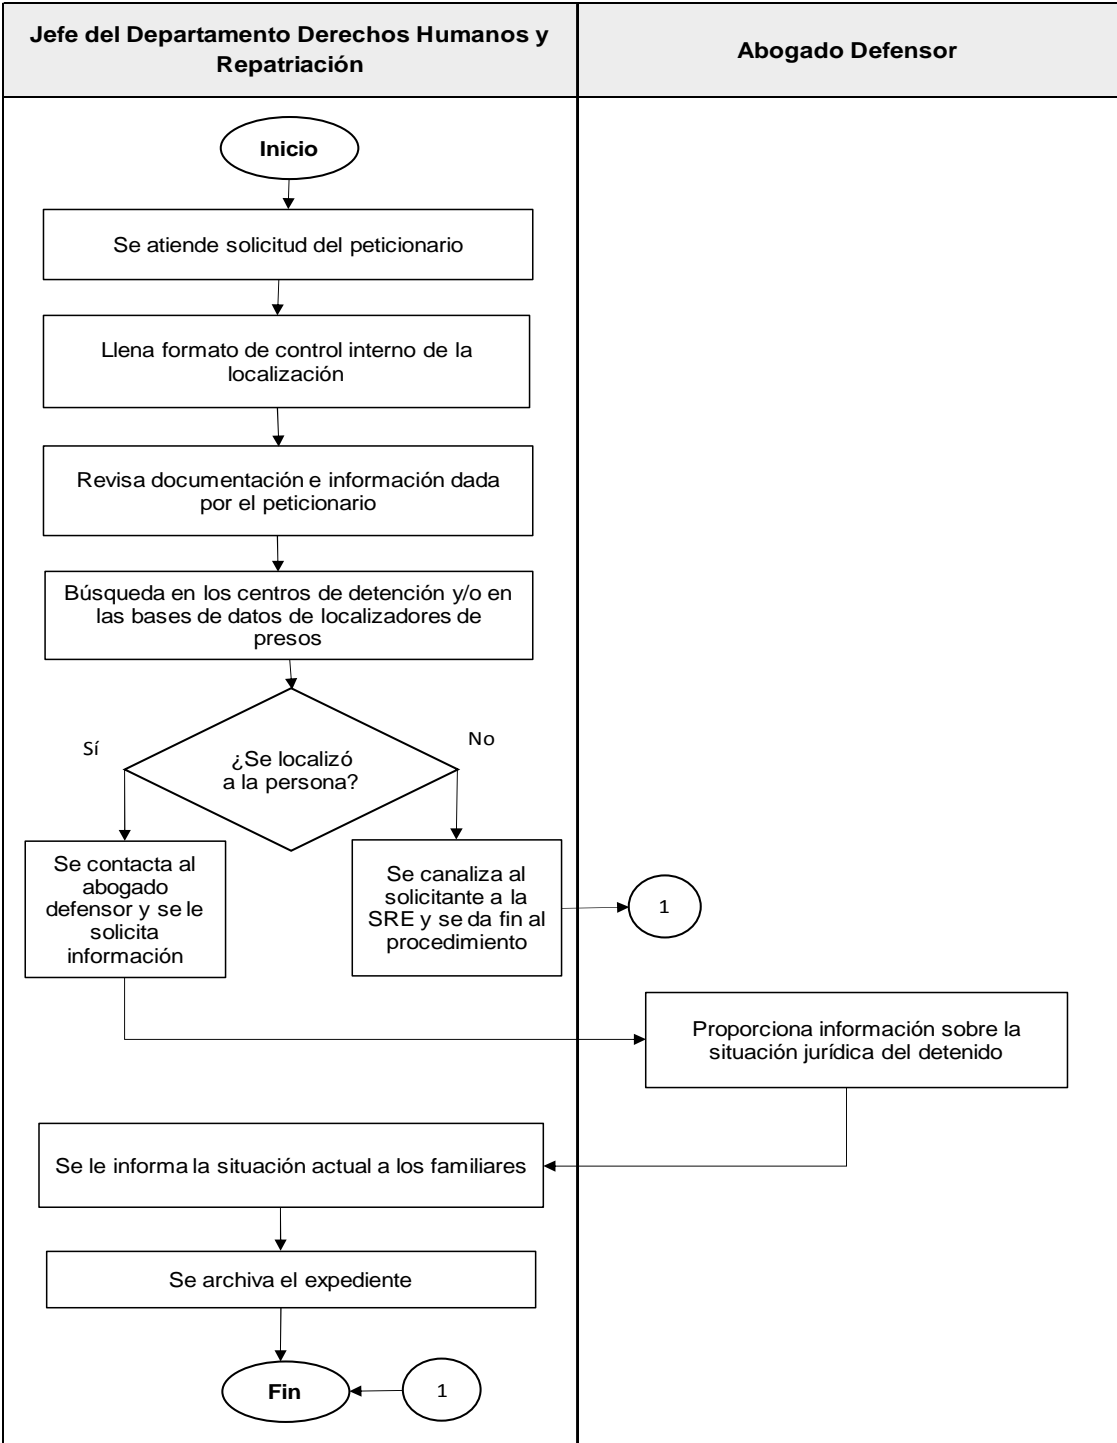 Jefe del Departamento Derechos Humanos y
Repatriación
Abogado Defensor
Inicio
Se atiende solicitud del peticionario
Llena formato de control interno de la
localización
Revisa documentación e información dada
por el peticionario
Búsqueda en los centros de detención y/o en
las bases de datos de localizadores de
presos
¿Se localizó
a la persona?
Sí
No
Se contacta al
abogado
defensor y se le
solicita
información
Se canaliza al
solicitante a la
SRE y se da fin al
procedimiento
1
Proporciona información sobre la
situación jurídica del detenido
Se le informa la situación actual a los familiares
Se archiva el expediente
Fin
1